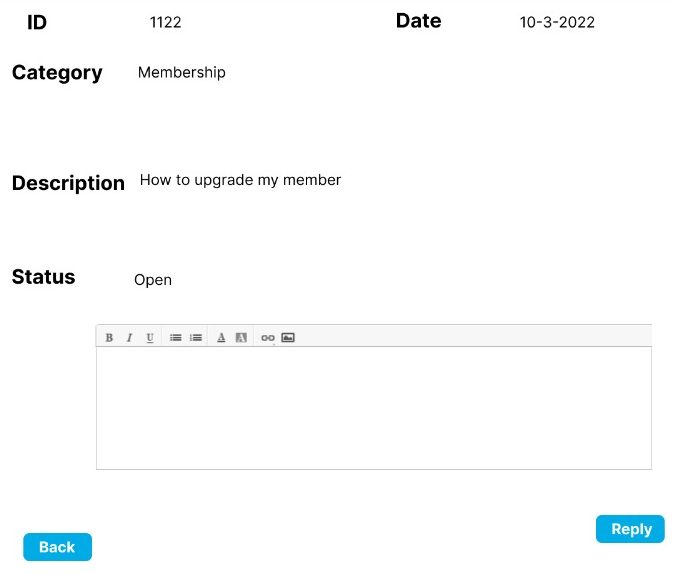 ID 1122 Date 10-3-2022
Category Membership
Description How to upgrade my member
Status Open
B I U A A
Reply
Back